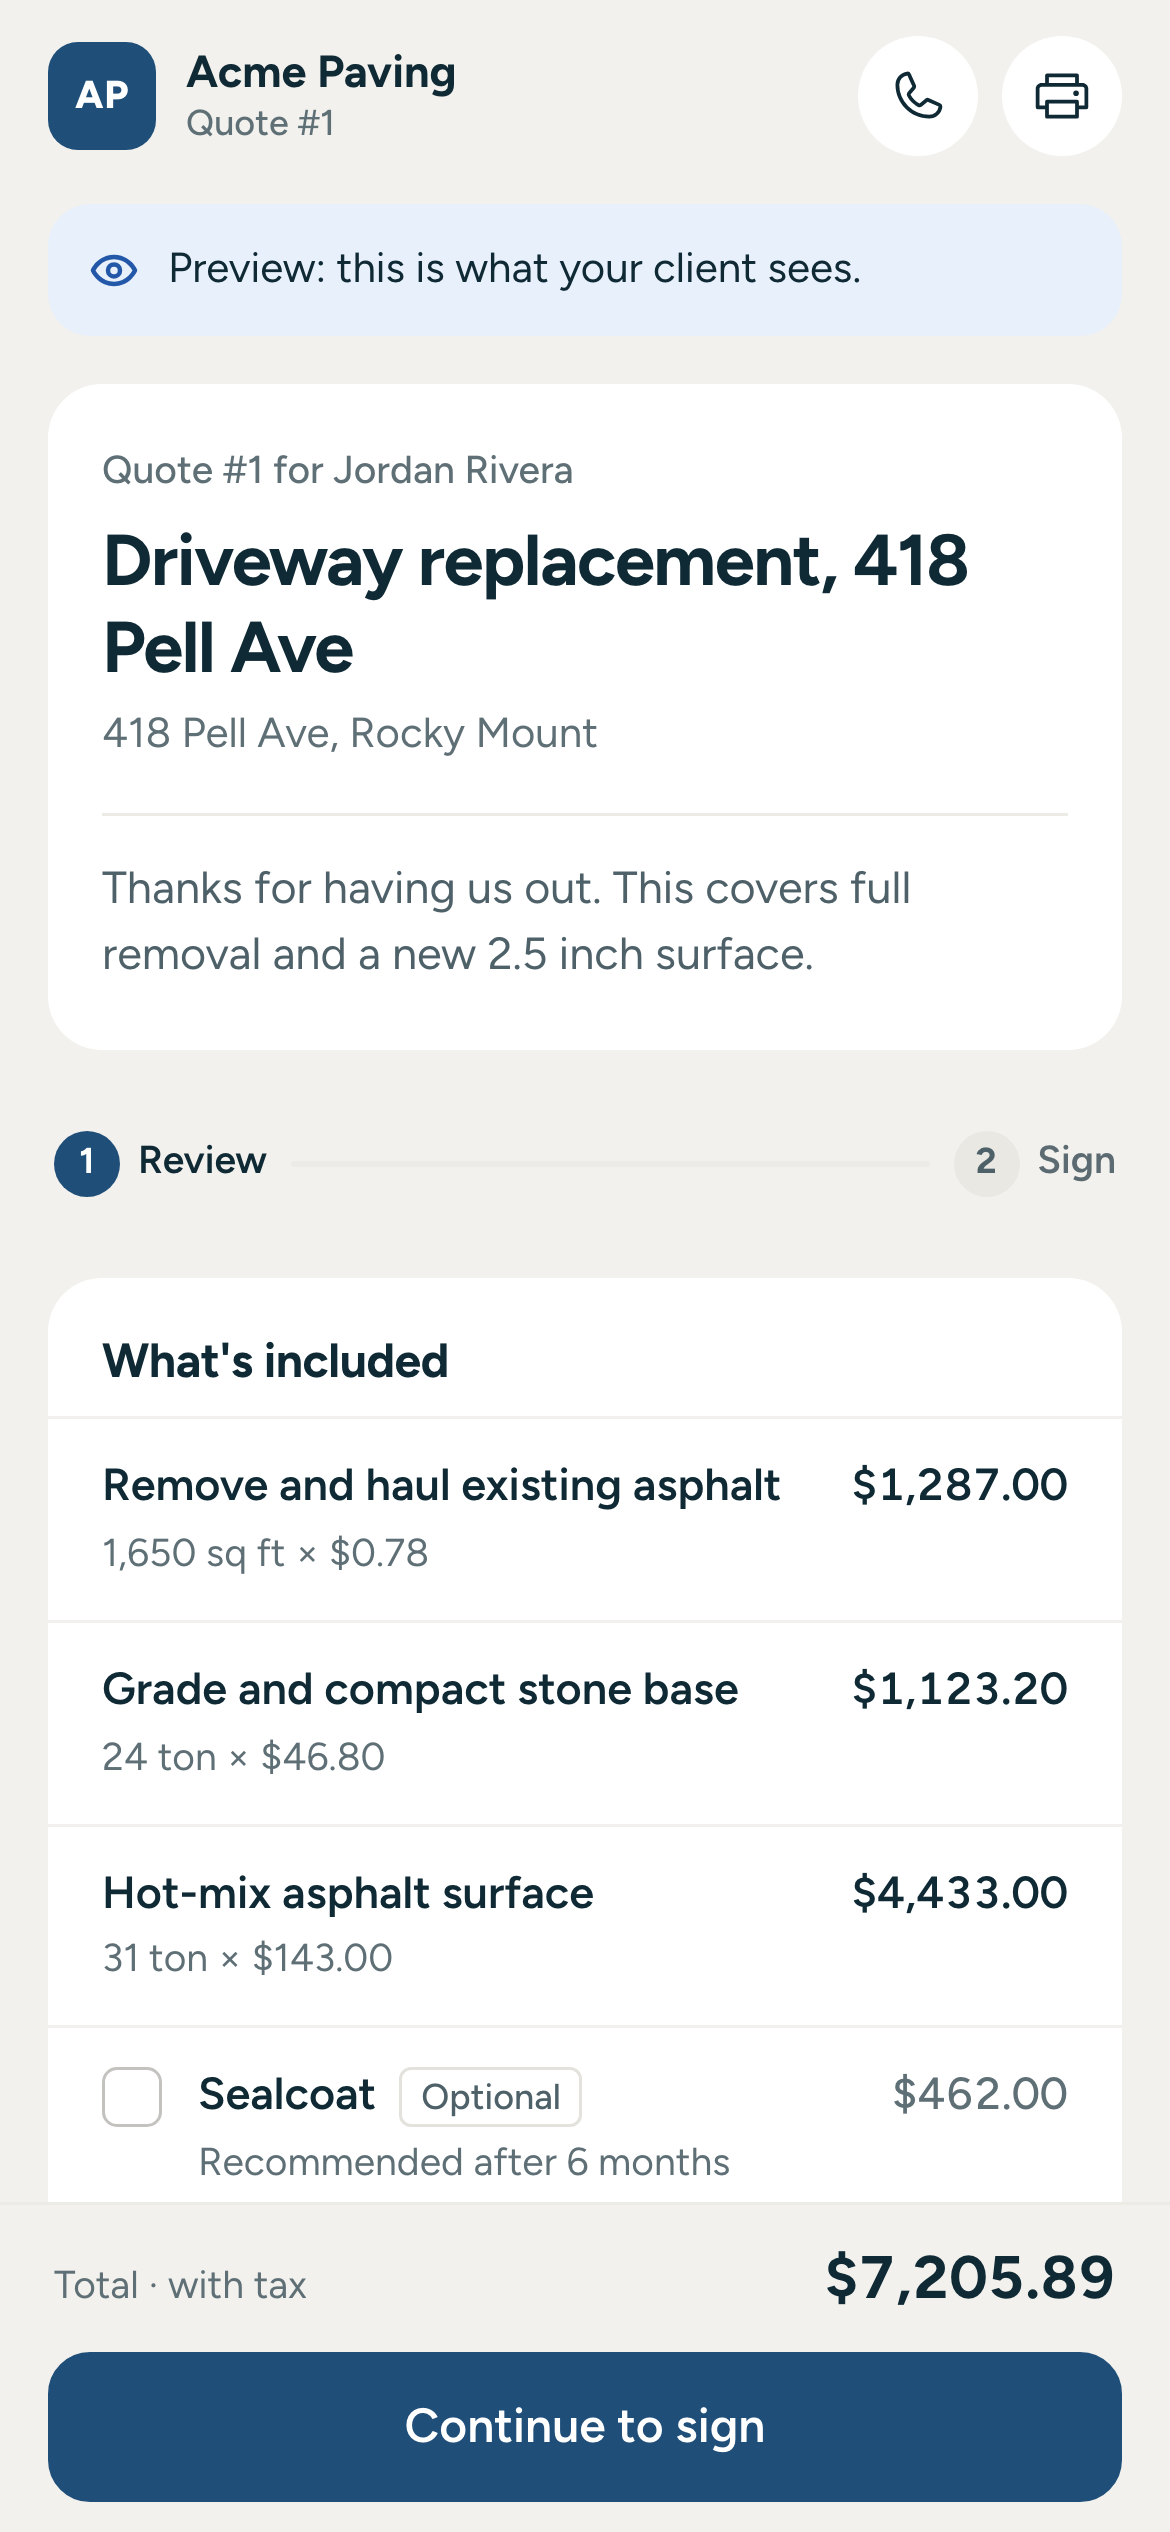 AP
Acme Paving
Quote #1
Preview: this is what your client sees.
Quote #1 for Jordan Rivera
Driveway replacement, 418
Pell Ave
418 Pell Ave, Rocky Mount
Thanks for having us out. This covers full
removal and a new 2.5 inch surface.
1 Review
2 Sign
What's included
Remove and haul existing asphalt $1,287.00
1,650 sq ft × $0.78
Grade and compact stone base $1,123.20
24 ton × $46.80
Hot-mix asphalt surface $4,433.00
31 ton × $143.00
Sealcoat Optional $462.00
Recommended after 6 months
Total · with tax $7,205.89
Continue to sign